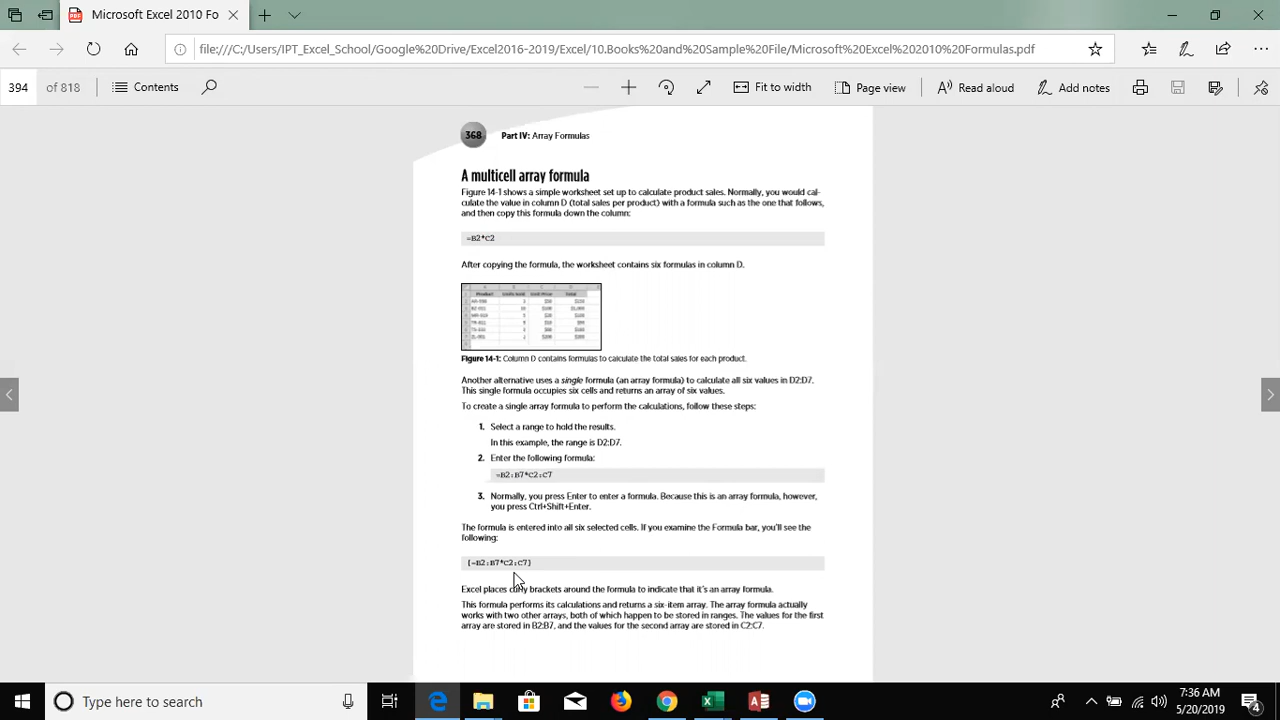 file:///C:/Users/IPT_Excel_School/Google%20Drive/Excel2016-2019/Excel/10.Books%20and%20Sample%20File/Microsoft%20Excel%202010%20Formulas.pdf
394 of 818 Contents Fit to width Page view Read aloud Add notes
368 Part IV: Array Formulas
A multicell array formula
Figure 14-1 shows a simple worksheet set up to calculate product sales. Normally, you would cal-
culate the value in column D (total sales per product) with a formula such as the one that follows,
and then copy this formula down the column:
=B2*C2
After copying the formula, the worksheet contains six formulas in column D.
Figure 14-1: Column D contains formulas to calculate the total sales for each product.
Another alternative uses a single formula (an array formula) to calculate all six values in D2:D7.
This single formula occupies six cells and returns an array of six values.
To create a single array formula to perform the calculations, follow these steps:
1. Select a range to hold the results.
In this example, the range is D2:D7.
2. Enter the following formula:
=B2:B7*C2:C7
3. Normally, you press Enter to enter a formula. Because this is an array formula, however,
you press Ctrl+Shift+Enter.
The formula is entered into all six selected cells. If you examine the Formula bar, you'll see the
following:
{=B2:B7*C2:C7}
Excel places curly brackets around the formula to indicate that it's an array formula.
This formula performs its calculations and returns a six-item array. The array formula actually
works with two other arrays, both of which happen to be stored in ranges. The values for the first
array are stored in B2:B7, and the values for the second array are stored in C2:C7.
Type here to search
7:36 AM
5/20/2019